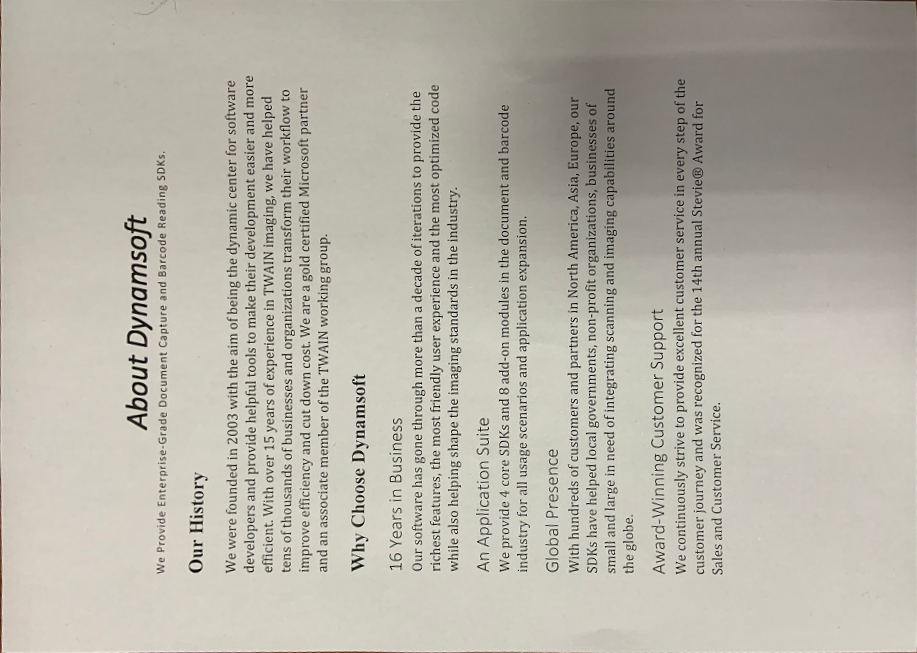 About Dynamsoft
We Provide Enterprise-Grade Document Capture and Barcode Reading SDKs.
Our History
We were founded in 2003 with the aim of being the dynamic center for software
developers and provide helpful tools to make their development easier and more
efficient. With over 15 years of experience in TWAIN imaging, we have helped
tens of thousands of businesses and organizations transform their workflow to
improve efficiency and cut down cost. We are a gold certified Microsoft partner
and an associate member of the TWAIN working group.
Why Choose Dynamsoft
16 Years in Business
Our software has gone through more than a decade of iterations to provide the
richest features, the most friendly user experience and the most optimized code
while also helping shape the imaging standards in the industry.
An Application Suite
We provide 4 core SDKs and 8 add-on modules in the document and barcode
industry for all usage scenarios and application expansion.
Global Presence
With hundreds of customers and partners in North America, Asia, Europe, our
SDKs have helped local governments, non-profit organizations, businesses of
small and large in need of integrating scanning and imaging capabilities around
the globe.
Award-Winning Customer Support
We continuously strive to provide excellent customer service in every step of the
customer journey and was recognized for the 14th annual Stevie® Award for
Sales and Customer Service.